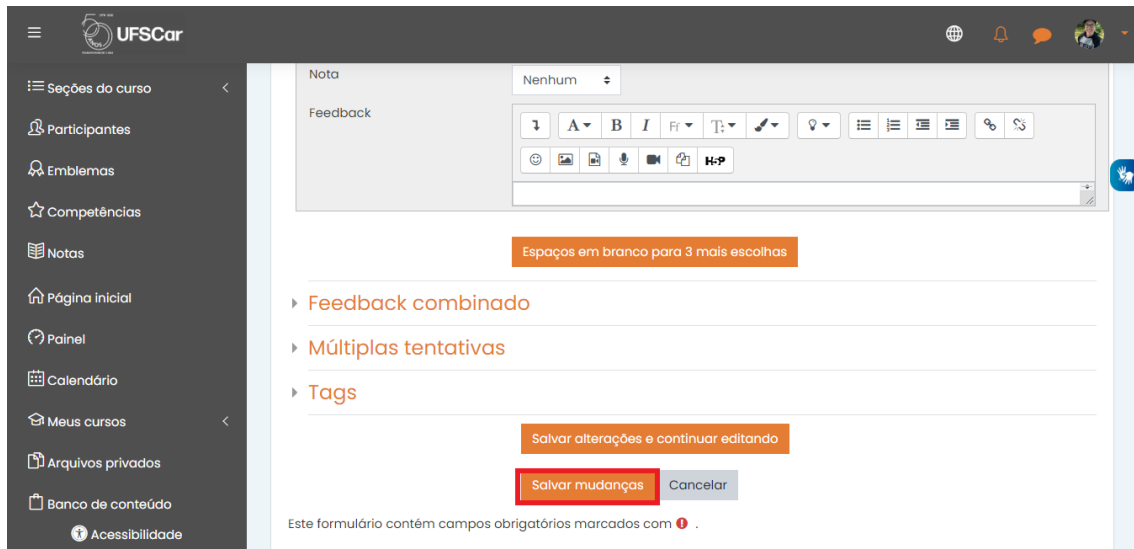 UFSCar
Seções do curso
Participantes
Emblemas
Competências
Notas
Página inicial
Painel
Calendário
Meus cursos
Arquivos privados
Banco de conteúdo
Acessibilidade
Nota
Nenhum
Feedback
A B I Fr T
H5P
Espaços em branco para 3 mais escolhas
Feedback combinado
Múltiplas tentativas
Tags
Salvar alterações e continuar editando
Salvar mudanças Cancelar
Este formulário contém campos obrigatórios marcados com .